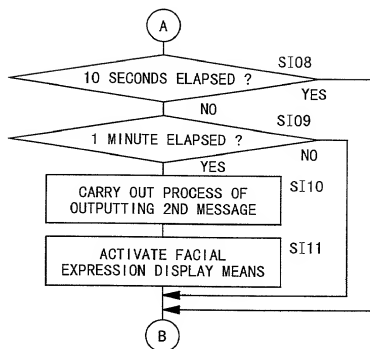 A
10 SECONDS ELAPSED ?
SI08
YES
NO
SI09
1 MINUTE ELAPSED ?
NO
YES
CARRY OUT PROCESS OF
OUTPUTTING 2ND MESSAGE
SI10
ACTIVATE FACIAL
EXPRESSION DISPLAY MEANS
SI11
B